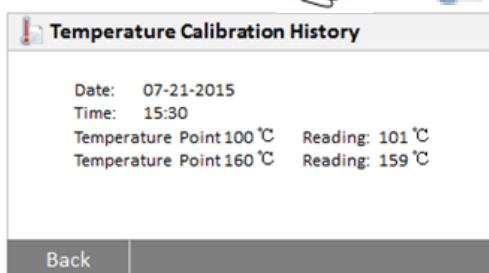 Temperature Calibration History
Date: 07-21-2015
Time: 15:30
Temperature Point 100 ℃ Reading: 101 ℃
Temperature Point 160 ℃ Reading: 159 ℃
Back